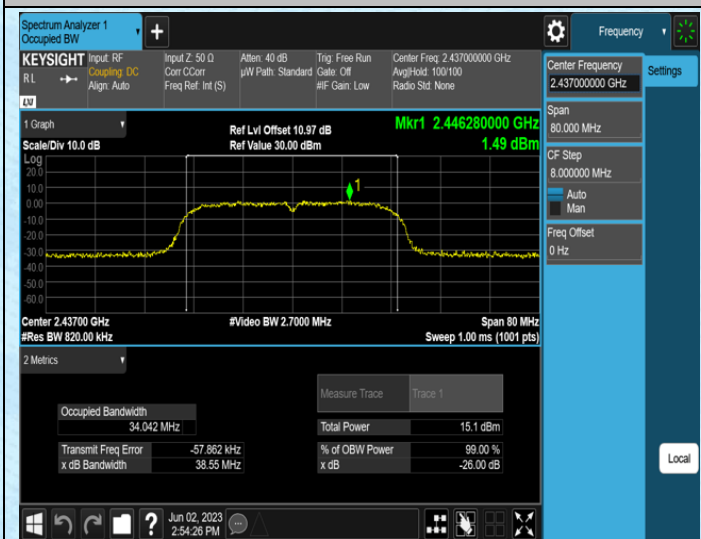 Spectrum Analyzer 1
Occupied BW
Frequency
KEYSIGHT
Input: RF
Input Z: 50 Ω
Atten: 40 dB
Trig: Free Run
Center Freq: 2.437000000 GHz
R L
Coupling: DC
Corr CCorr
µW Path: Standard
Gate: Off
Avg|Hold: 100/100
Align: Auto
Freq Ref: Int (S)
#IF Gain: Low
Radio Std: None
LXI
Center Frequency
2.437000000 GHz
Settings
Span
80.000 MHz
CF Step
8.000000 MHz
Auto
Man
Freq Offset
0 Hz
Local
1 Graph
Ref Lvl Offset 10.97 dB
Mkr1 2.446280000 GHz
Scale/Div 10.0 dB
Ref Value 30.00 dBm
1.49 dBm
Log
20.0
10.0
0.00
-10.0
-20.0
-30.0
-40.0
-50.0
-60.0
1
Center 2.43700 GHz
#Video BW 2.7000 MHz
Span 80 MHz
#Res BW 820.00 kHz
Sweep 1.00 ms (1001 pts)
2 Metrics
Measure Trace
Trace 1
Occupied Bandwidth
34.042 MHz
Total Power
15.1 dBm
Transmit Freq Error
-57.862 kHz
% of OBW Power
99.00 %
x dB Bandwidth
38.55 MHz
x dB
-26.00 dB
Jun 02, 2023
2:54:26 PM